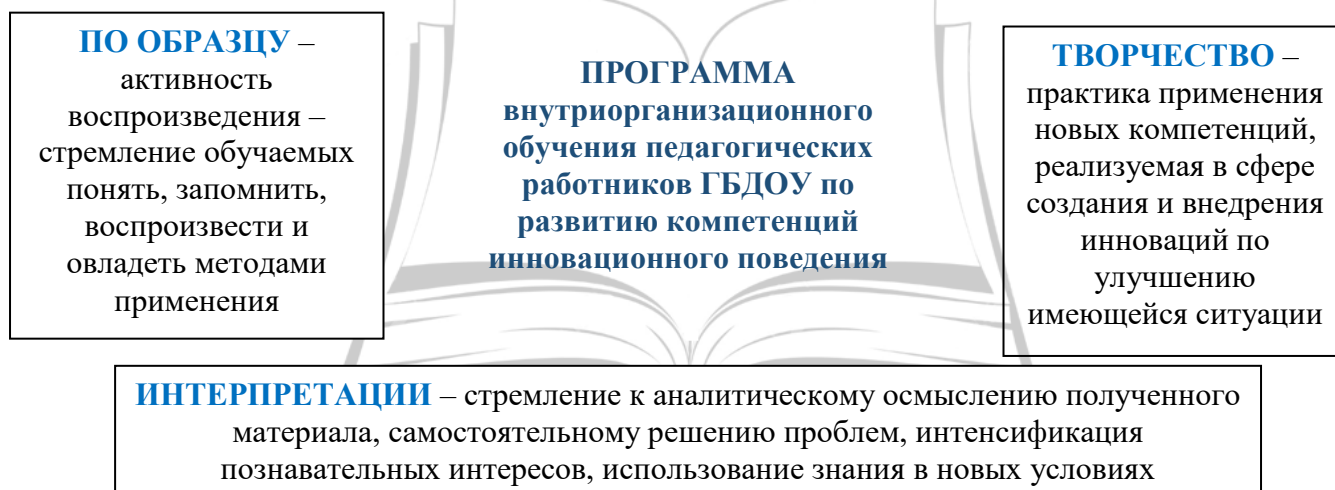 ПО ОБРАЗЦУ –
активность
воспроизведения –
стремление обучаемых
понять, запомнить,
воспроизвести и
овладеть методами
применения
ПРОГРАММА
внутриорганизационного
обучения педагогических
работников ГБДОУ по
развитию компетенций
инновационного поведения
ТВОРЧЕСТВО –
практика применения
новых компетенций,
реализуемая в сфере
создания и внедрения
инноваций по
улучшению
имеющейся ситуации
ИНТЕРПРЕТАЦИИ – стремление к аналитическому осмыслению полученного
материала, самостоятельному решению проблем, интенсификация
познавательных интересов, использование знания в новых условиях